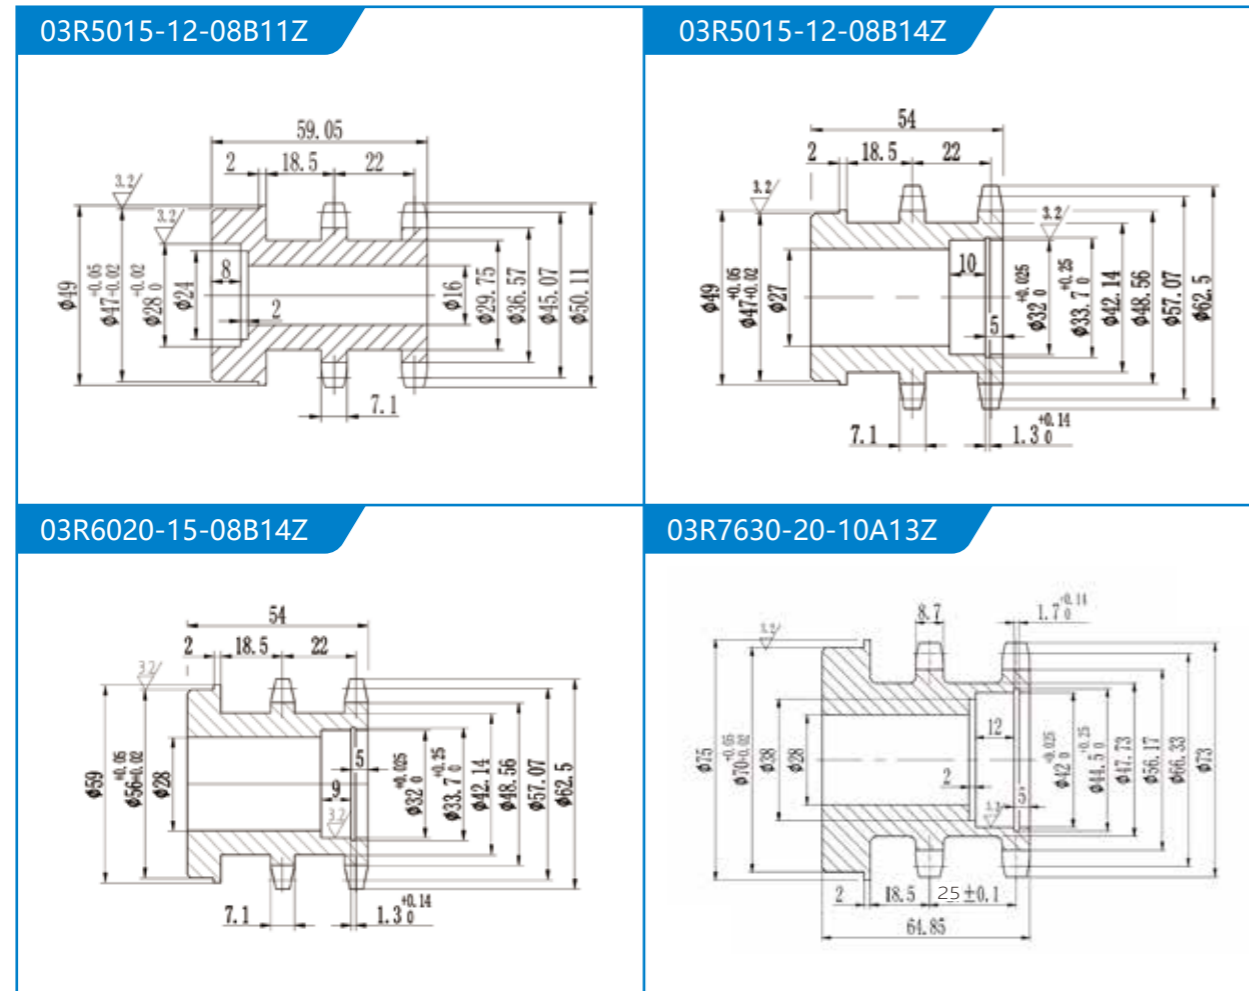 03R5015-12-08B11Z
59.05
2 18.5 22
3.2
3.2
8
2
ϕ49
ϕ47 +0.05 +0.02
ϕ28 +0.02 0
ϕ24
ϕ16
ϕ29.75
ϕ36.57
ϕ45.07
ϕ50.11
7.1
03R5015-12-08B14Z
54
2 18.5 22
3.2
3.2
10
5
ϕ49
ϕ47 +0.05 +0.02
ϕ27
ϕ32 +0.025 0
ϕ33.7 +0.25 0
ϕ42.14
ϕ48.56
ϕ57.07
ϕ62.5
7.1
1.3 +0.14 0
03R6020-15-08B14Z
54
2 18.5 22
3.2
5
9
3.2
ϕ59
ϕ56 +0.05 +0.02
ϕ28
ϕ32 +0.025 0
ϕ33.7 +0.25 0
ϕ42.14
ϕ48.56
ϕ57.07
ϕ62.5
7.1
1.3 +0.14 0
03R7630-20-10A13Z
8.7
1.7 +0.14 0
3.2
12
2
3.2
ϕ75
ϕ70 +0.05 +0.02
ϕ38
ϕ28
ϕ42 +0.025 0
ϕ44.5 +0.25 0
ϕ47.73
ϕ56.17
ϕ66.33
ϕ73
2 18.5 25±0.1
64.85